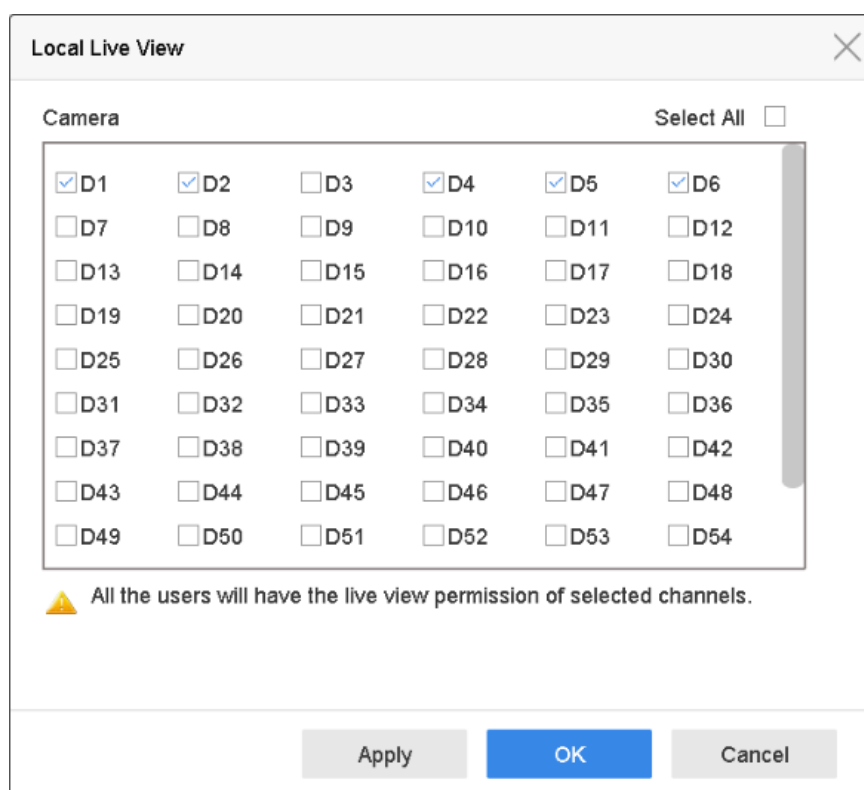 Local Live View
Camera Select All
D1 D2 D3 D4 D5 D6
D7 D8 D9 D10 D11 D12
D13 D14 D15 D16 D17 D18
D19 D20 D21 D22 D23 D24
D25 D26 D27 D28 D29 D30
D31 D32 D33 D34 D35 D36
D37 D38 D39 D40 D41 D42
D43 D44 D45 D46 D47 D48
D49 D50 D51 D52 D53 D54
All the users will have the live view permission of selected channels.
Apply OK Cancel